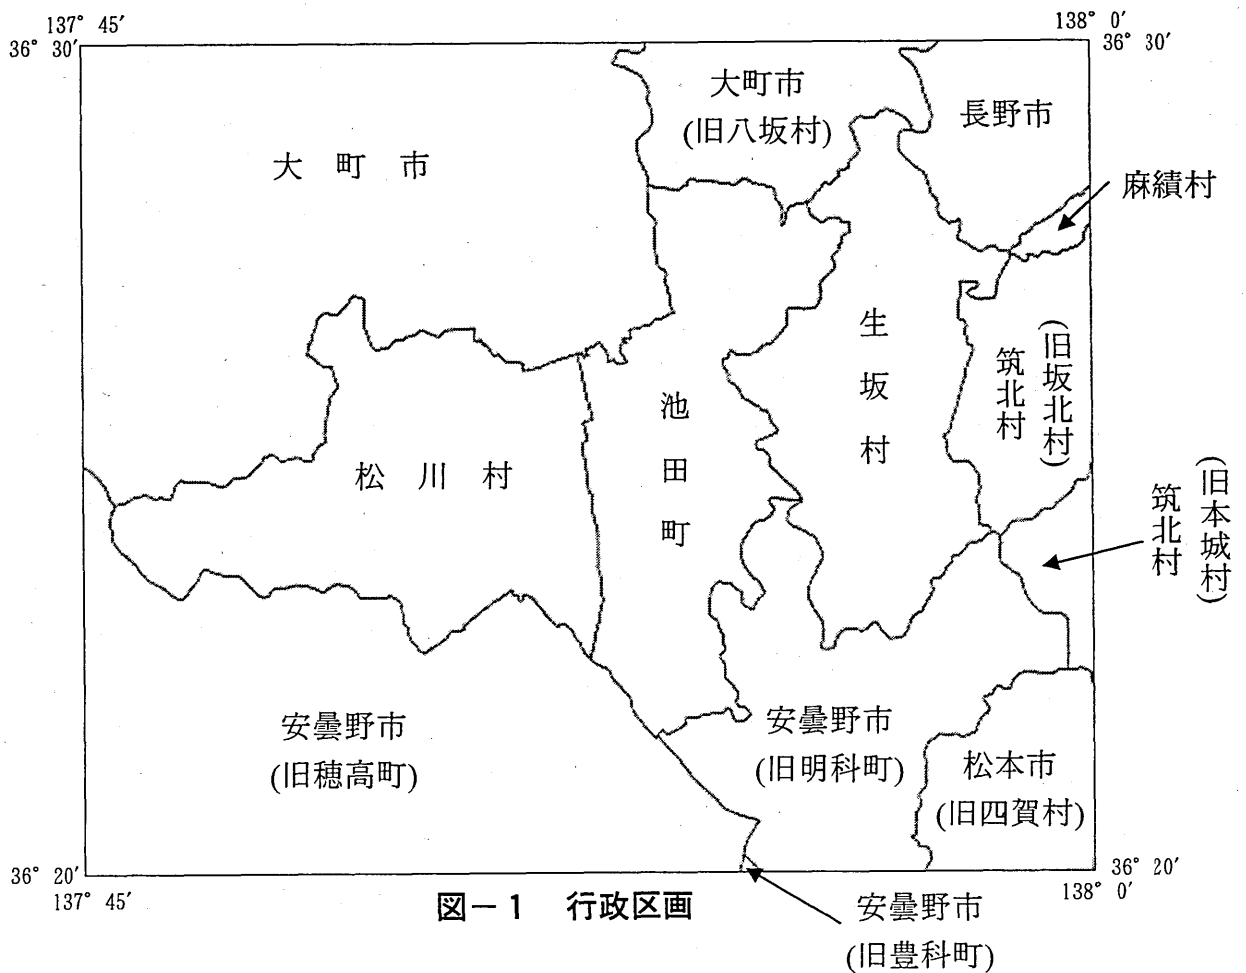 137° 45′
138° 0′
36° 30′
36° 30′
大町市
(旧八坂村)
長野市
大町市
麻績村
生坂村
筑北村
(旧坂北村)
池田町
松川村
筑北村
(旧本城村)
安曇野市
(旧穂高町)
安曇野市
(旧明科町)
松本市
(旧四賀村)
36° 20′
36° 20′
137° 45′
138° 0′
図－1 行政区画
安曇野市
(旧豊科町)